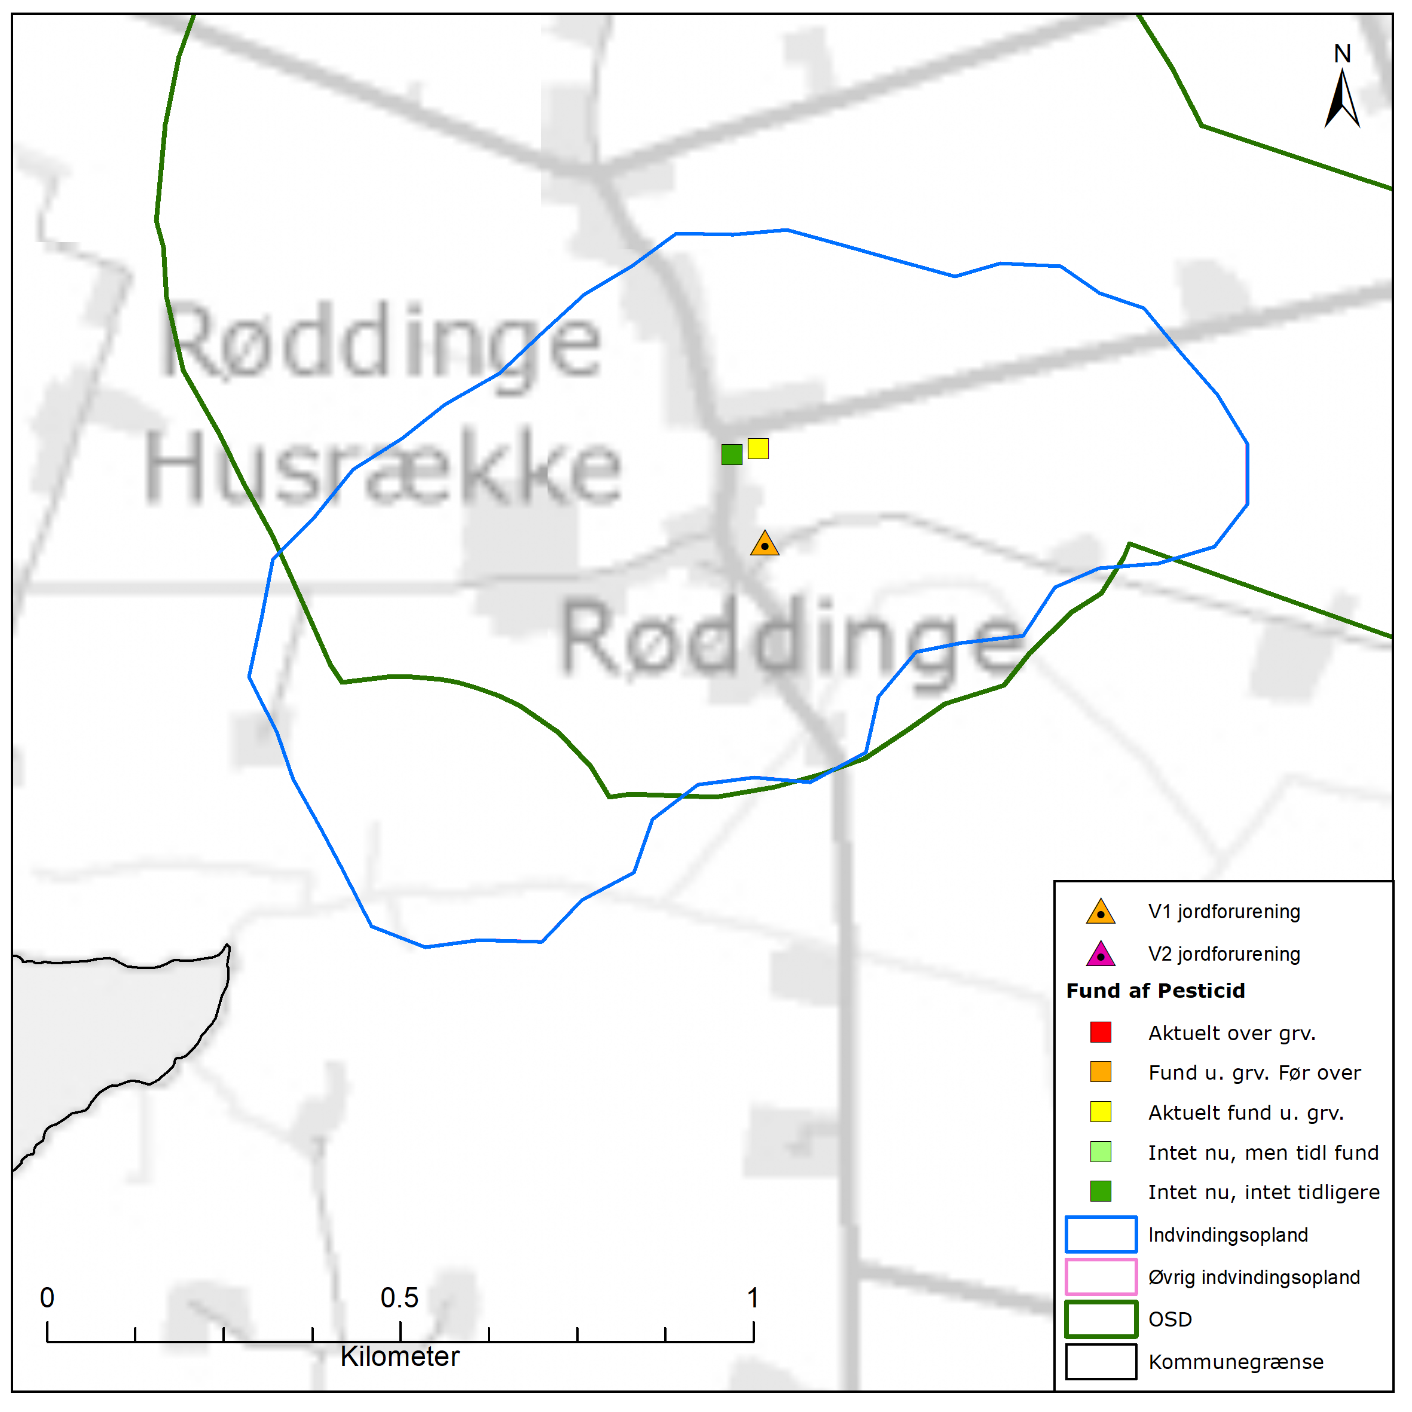 N
Røddinge
Husrække
Røddinge
V1 jordforurening
V2 jordforurening
Fund af Pesticid
Aktuelt over grv.
Fund u. grv. Før over
Aktuelt fund u. grv.
Intet nu, men tidl fund
Intet nu, intet tidligere
Indvindingsopland
Øvrig indvindingsopland
OSD
Kommunegrænse
0 0.5 1
Kilometer